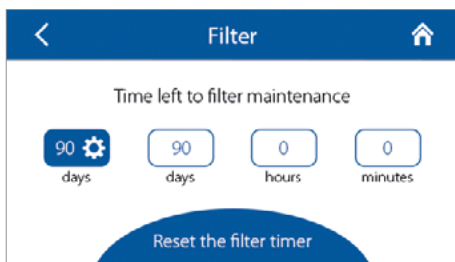 Filter
Time left to filter maintenance
90 90 0 0
days days hours minutes
Reset the filter timer